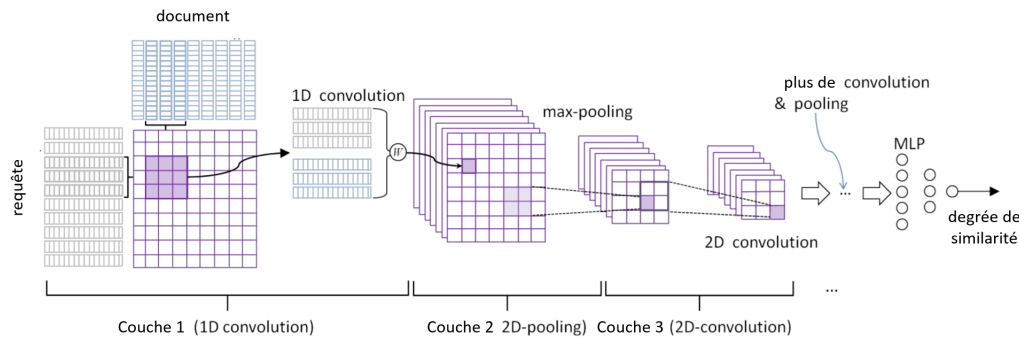 document
requête
1D convolution
W
max-pooling
plus de convolution
& pooling
...
MLP
2D convolution
degrée de
similarité
...
Couche 1 (1D convolution)
Couche 2 2D-pooling)
Couche 3 (2D-convolution)